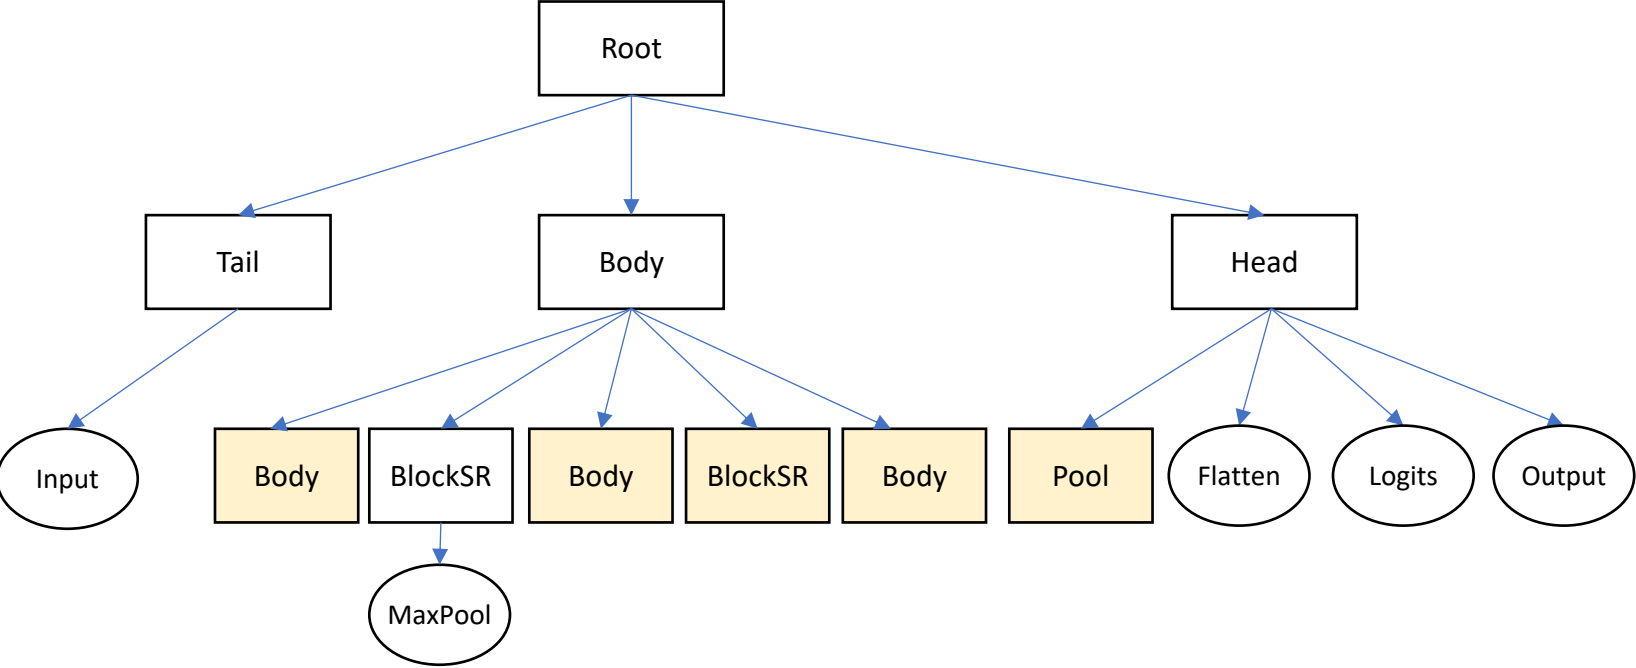 Root
Tail
Body
Head
Input
Body
BlockSR
Body
BlockSR
Body
Pool
Flatten
Logits
Output
MaxPool